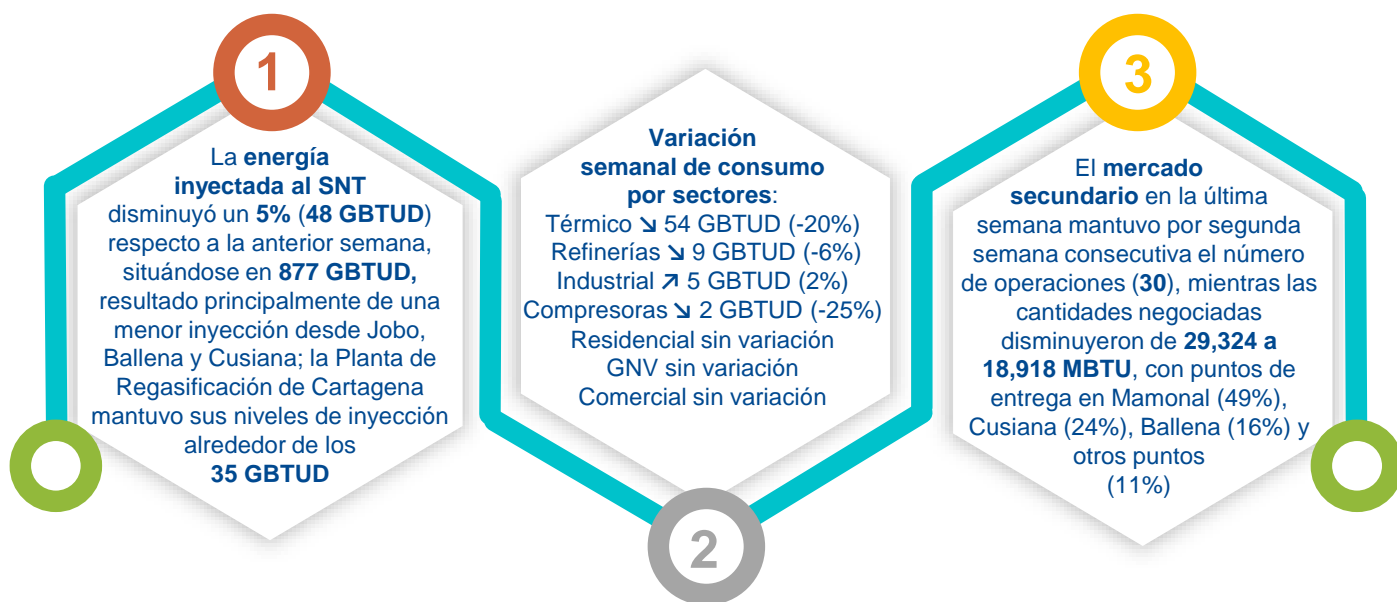 1
La energía
inyectada al SNT
disminuyó un 5% (48 GBTUD)
respecto a la anterior semana,
situándose en 877 GBTUD,
resultado principalmente de una
menor inyección desde Jobo,
Ballena y Cusiana; la Planta de
Regasificación de Cartagena
mantuvo sus niveles de inyección
alrededor de los
35 GBTUD
Variación
semanal de consumo
por sectores:
Térmico ↘ 54 GBTUD (-20%)
Refinerías ↘ 9 GBTUD (-6%)
Industrial ↗ 5 GBTUD (2%)
Compresoras ↘ 2 GBTUD (-25%)
Residencial sin variación
GNV sin variación
Comercial sin variación
2
3
El mercado
secundario en la última
semana mantuvo por segunda
semana consecutiva el número
de operaciones (30), mientras las
cantidades negociadas
disminuyeron de 29,324 a
18,918 MBTU, con puntos de
entrega en Mamonal (49%),
Cusiana (24%), Ballena (16%) y
otros puntos
(11%)